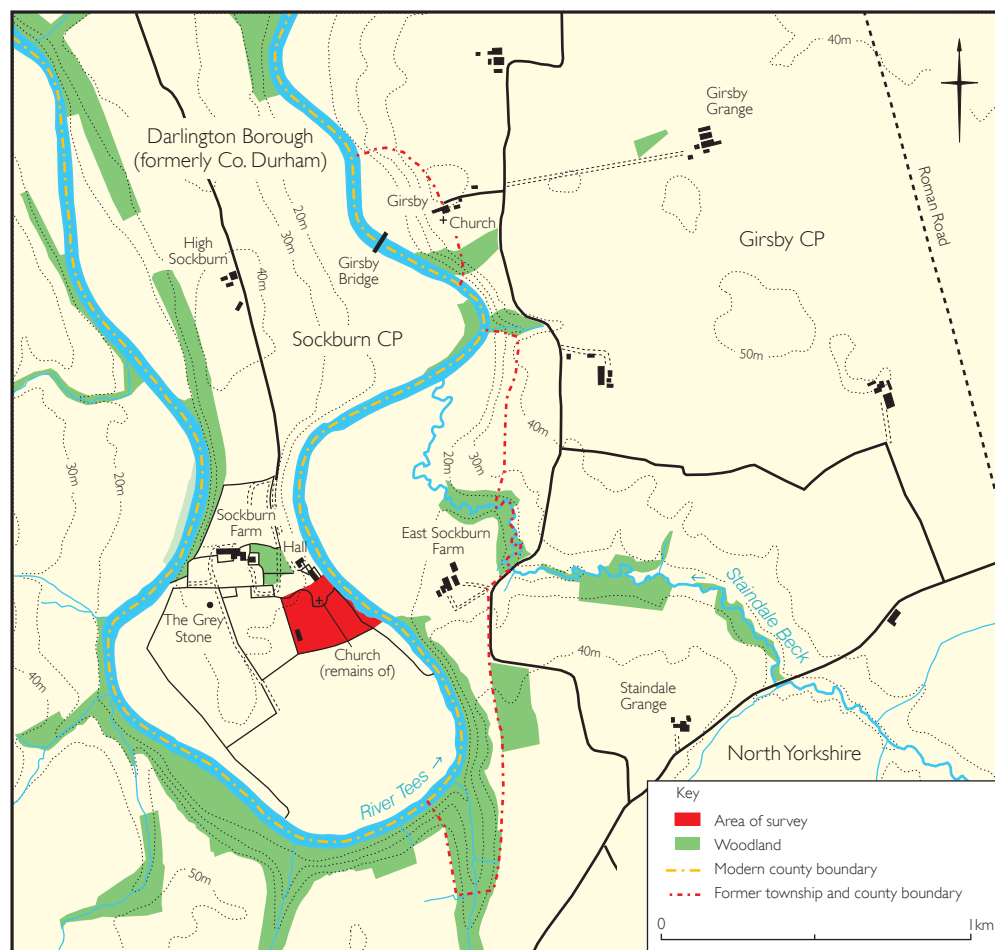 40m
Girsby
Grange
Darlington Borough
(formerly Co. Durham)
Roman Road
20m
30m
40m
Girsby
Church
Girsby CP
High
Sockburn
Girsby
Bridge
Sockburn CP
50m
40m
30m
20m
20m
30m
Sockburn
Farm
Hall
East Sockburn
Farm
Staindale Beck
←
The Grey
Stone
Church
(remains of)
40m
40m
Staindale
Grange
North Yorkshire
River Tees →
50m
Key
Area of survey
Woodland
Modern county boundary
Former township and county boundary
0
1km